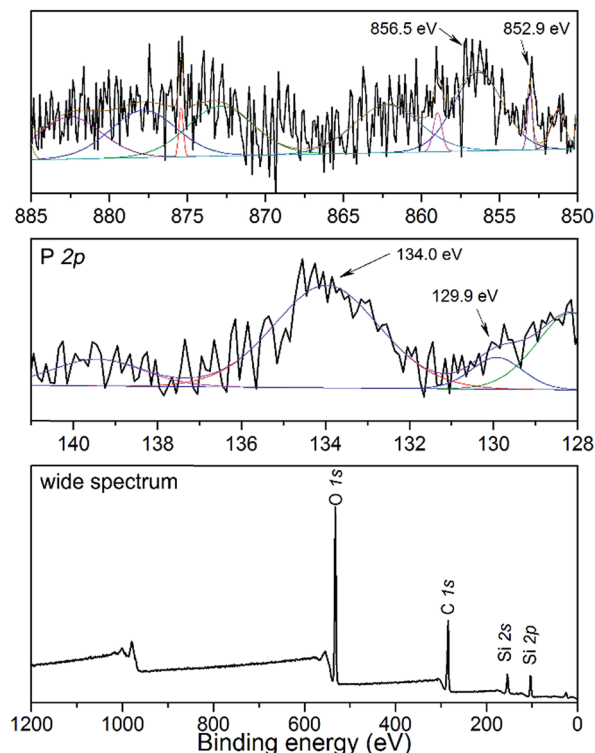 856.5 eV
852.9 eV
885 880 875 870 865 860 855 850
P 2p
134.0 eV
129.9 eV
140 138 136 134 132 130 128
wide spectrum
O 1s
C 1s
Si 2s
Si 2p
1200 1000 800 600 400 200 0
Binding energy (eV)